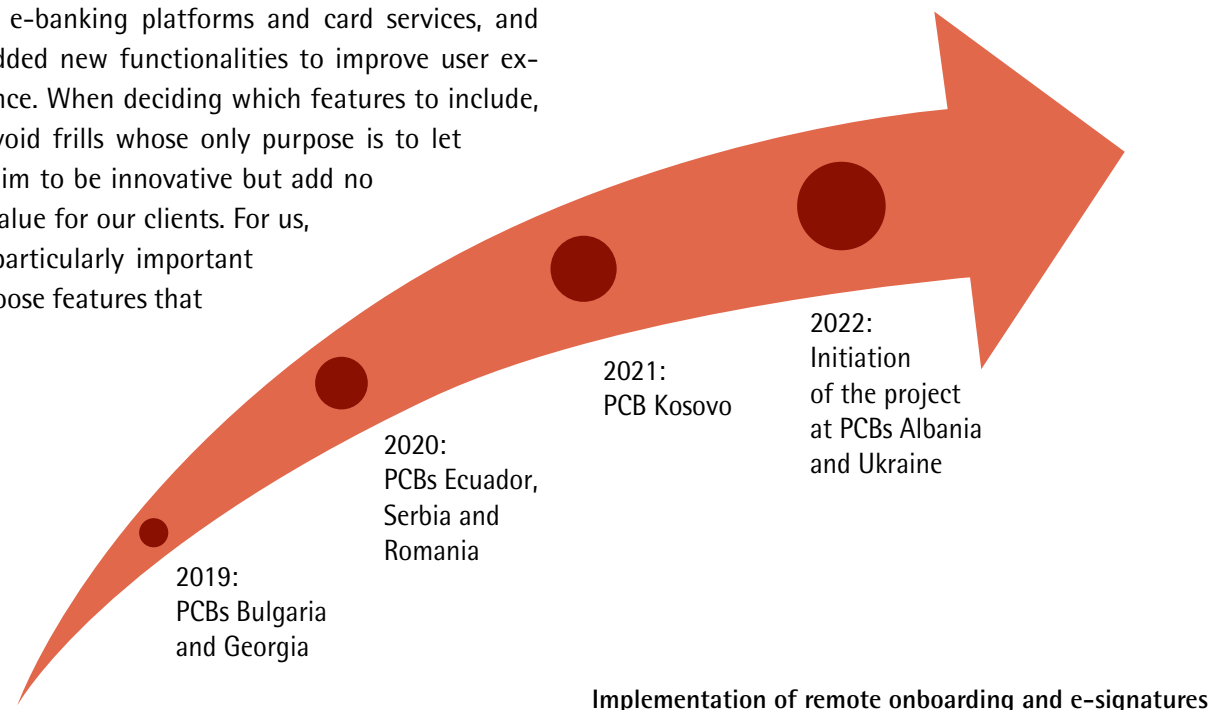 e-banking platforms and card services, and
dded new functionalities to improve user ex-
nce. When deciding which features to include,
void frills whose only purpose is to let
im to be innovative but add no
alue for our clients. For us,
particularly important
oose features that
2019:
PCBs Bulgaria
and Georgia
2020:
PCBs Ecuador,
Serbia and
Romania
2021:
PCB Kosovo
2022:
Initiation
of the project
at PCBs Albania
and Ukraine
Implementation of remote onboarding and e-signatures